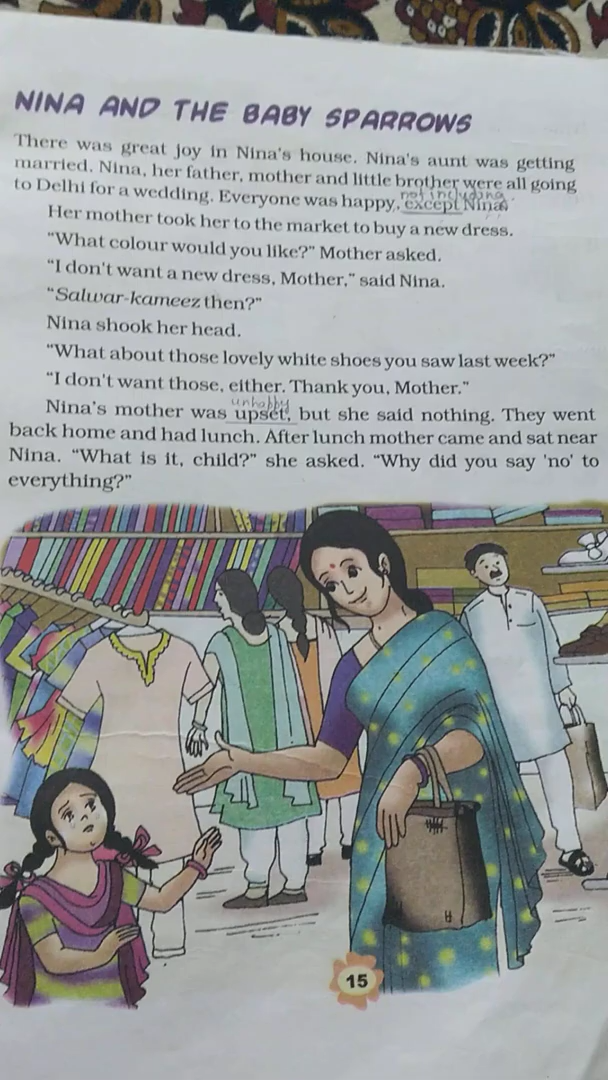 NINA AND THE BABY SPARROWS
There was great joy in Nina's house. Nina's aunt was getting
married. Nina, her father, mother and little brother were all going
to Delhi for a wedding. Everyone was happy, except Nina.
not including
Her mother took her to the market to buy a new dress.
"What colour would you like?" Mother asked.
"I don't want a new dress, Mother," said Nina.
"Salwar-kameez then?"
Nina shook her head.
"What about those lovely white shoes you saw last week?"
"I don't want those, either. Thank you, Mother."
unhappy
Nina's mother was upset, but she said nothing. They went
back home and had lunch. After lunch mother came and sat near
Nina. "What is it, child?" she asked. "Why did you say 'no' to
everything?"
15